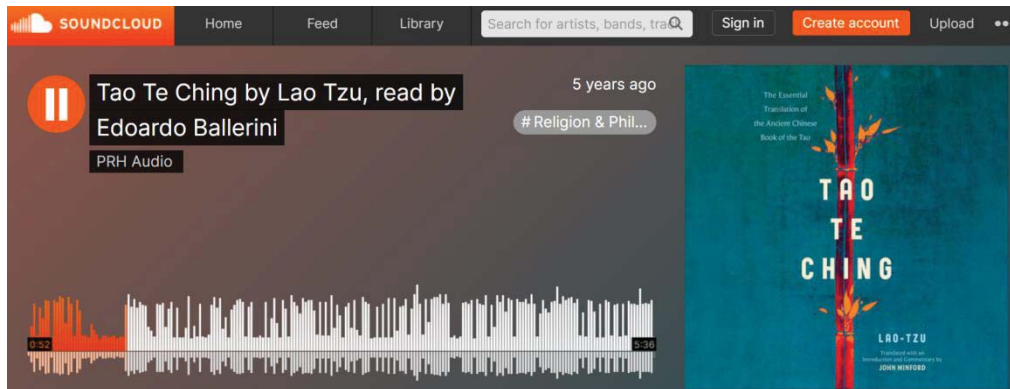 SOUNDCLOUD
Home
Feed
Library
Search for artists, bands, trac
Sign in
Create account
Upload
Tao Te Ching by Lao Tzu, read by
Edoardo Ballerini
PRH Audio
5 years ago
# Religion & Phil...
0:52
5:36
The Essential
Translation of
the Ancient Chinese
Book of the Tao
TAO
TE
CHING
LAO-TZU
Translated with an
Introduction and Commentary by
JOHN MINFORD